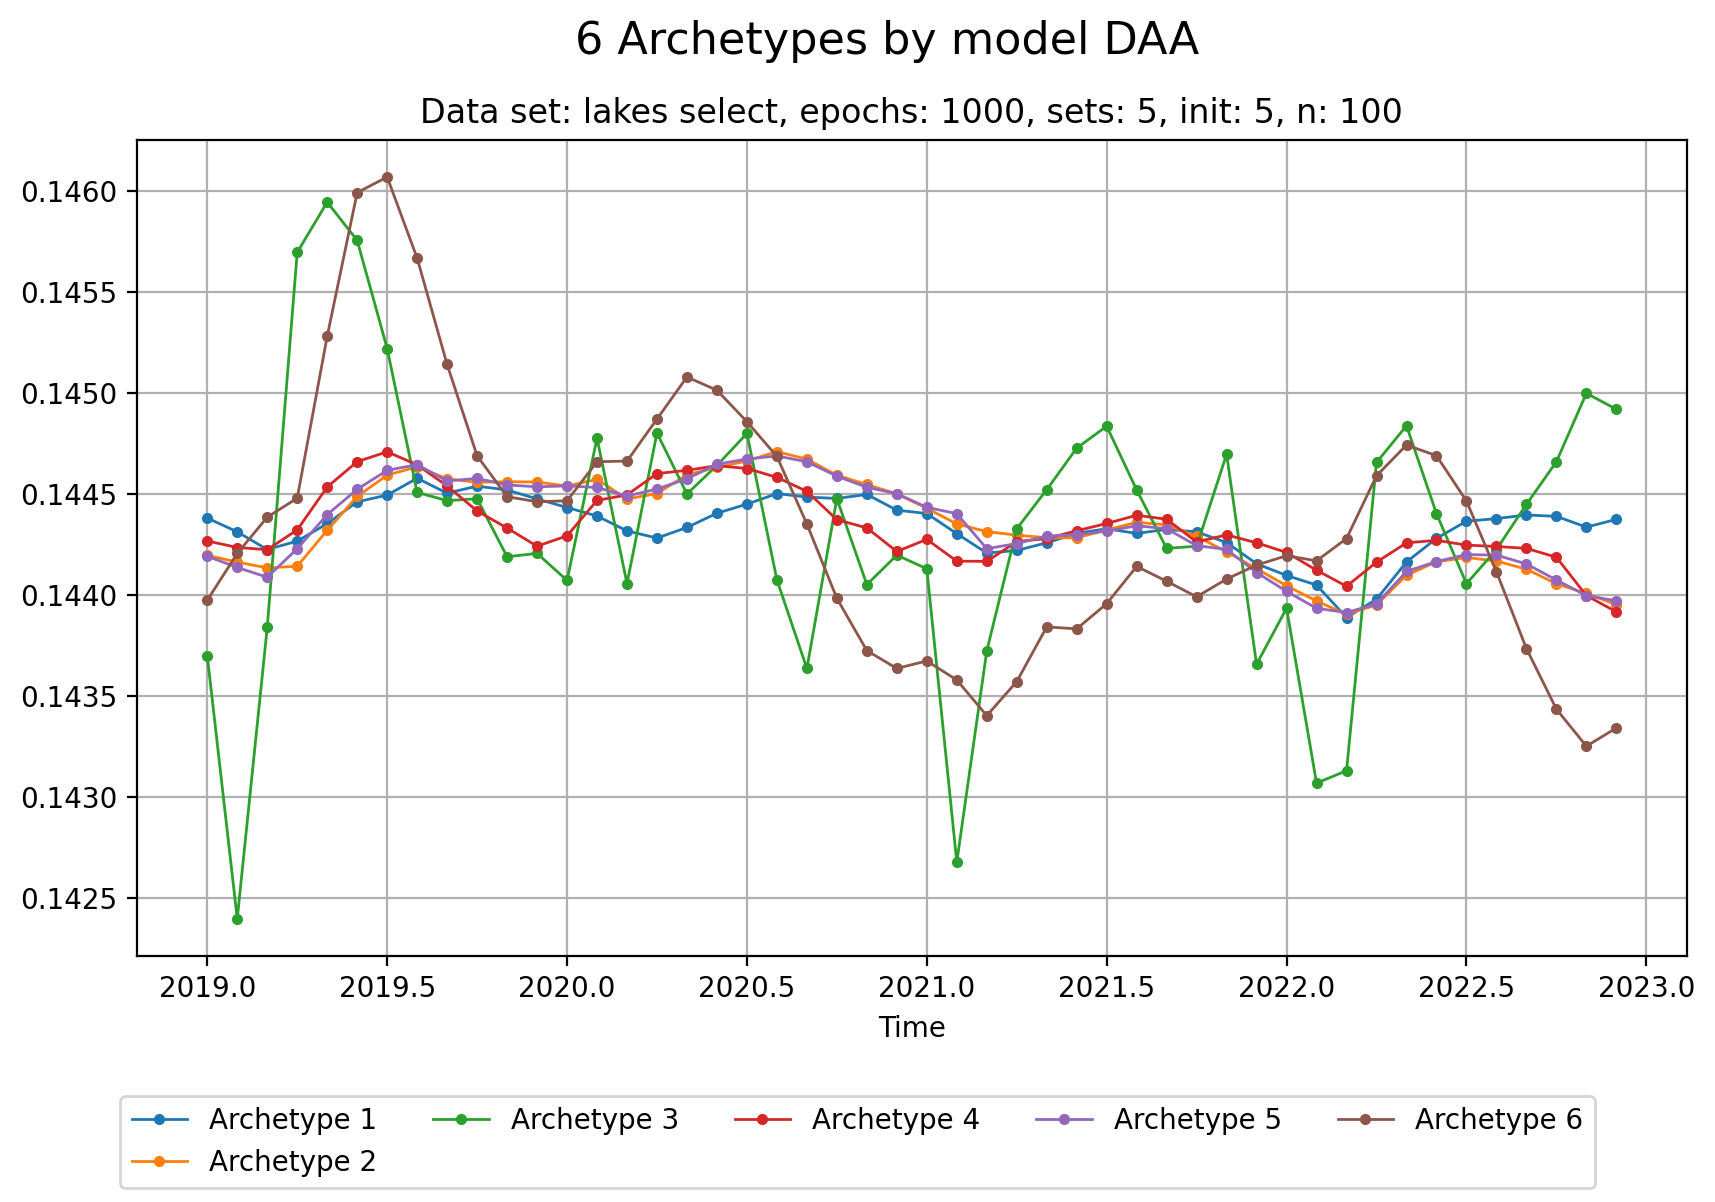 6 Archetypes by model DAA
Data set: lakes select, epochs: 1000, sets: 5, init: 5, n: 100
0.1460
0.1455
0.1450
0.1445
0.1440
0.1435
0.1430
0.1425
2019.0 2019.5 2020.0 2020.5 2021.0 2021.5 2022.0 2022.5 2023.0
Time
Archetype 1 Archetype 3 Archetype 4 Archetype 5 Archetype 6
Archetype 2